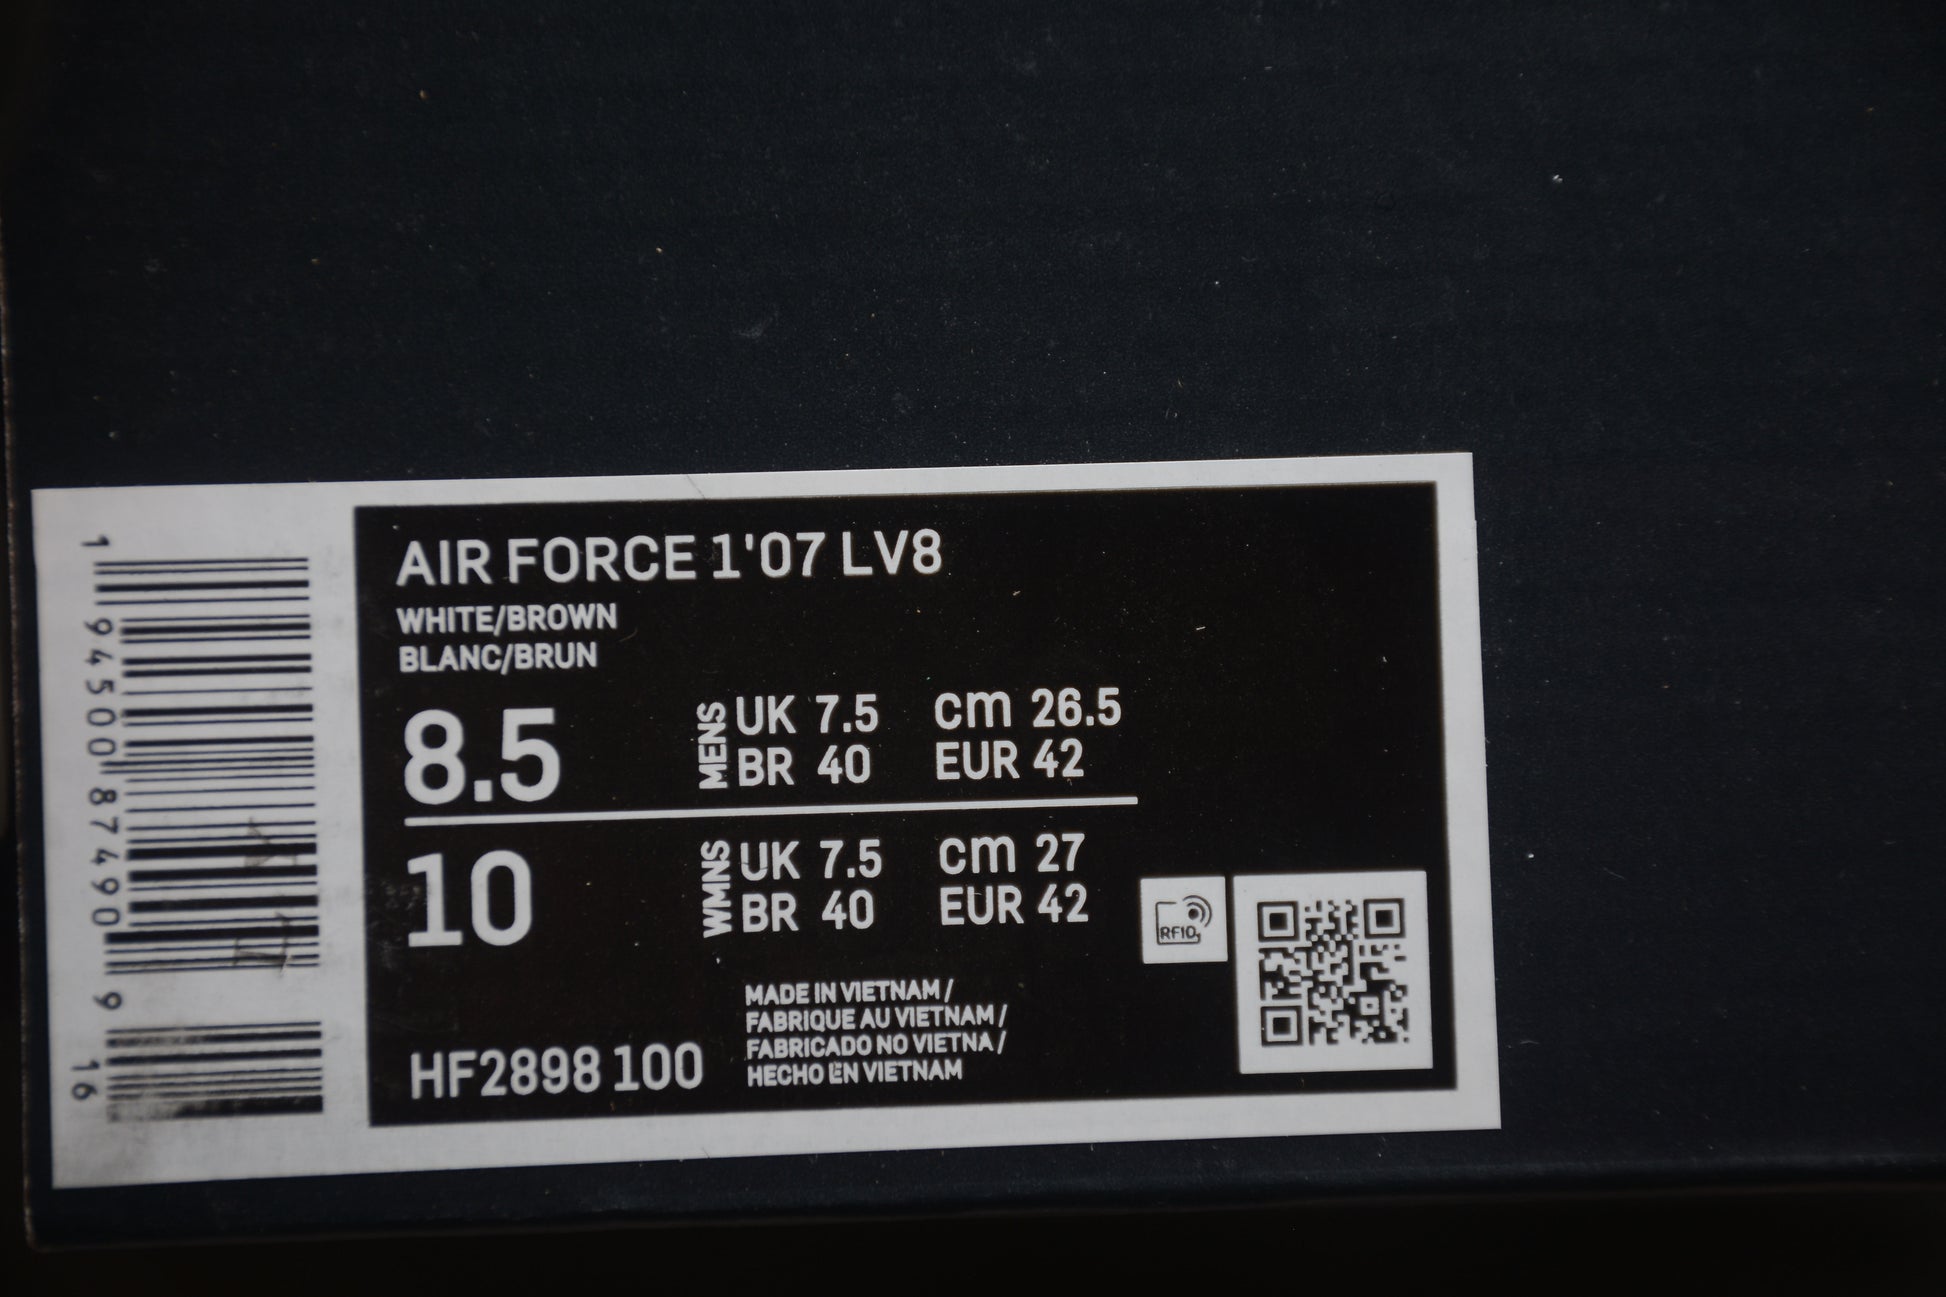 AIR FORCE 1'07 LV8
WHITE/BROWN
BLANC/BRUN
8.5 MENS UK 7.5 cm 26.5
BR 40 EUR 42
10 WMNS UK 7.5 cm 27
BR 40 EUR 42
RFID
HF2898 100
MADE IN VIETNAM /
FABRIQUE AU VIETNAM /
FABRICADO NO VIETNA /
HECHO EN VIETNAM
1 94500 87490 9 16